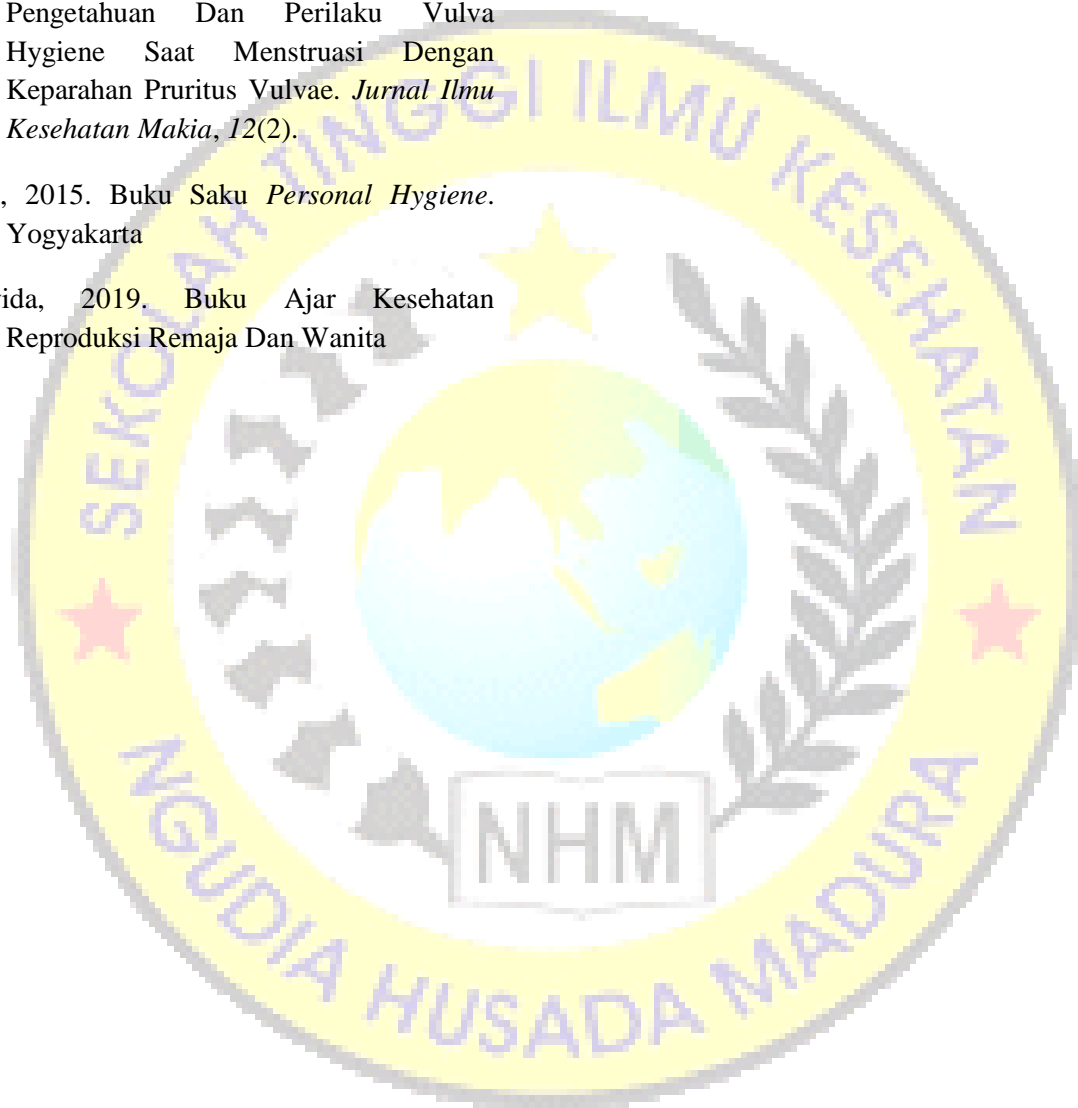 Pengetahuan Dan Perilaku Vulva
Hygiene Saat Menstruasi Dengan
Keparahan Pruritus Vulvae. Jurnal Ilmu
Kesehatan Makia, 12(2).
, 2015. Buku Saku Personal Hygiene.
Yogyakarta
ida, 2019. Buku Ajar Kesehatan
Reproduksi Remaja Dan Wanita
SEKOLAH TINGGI ILMU KESEHATAN
NHM
NGUDIA HUSADA MADURA